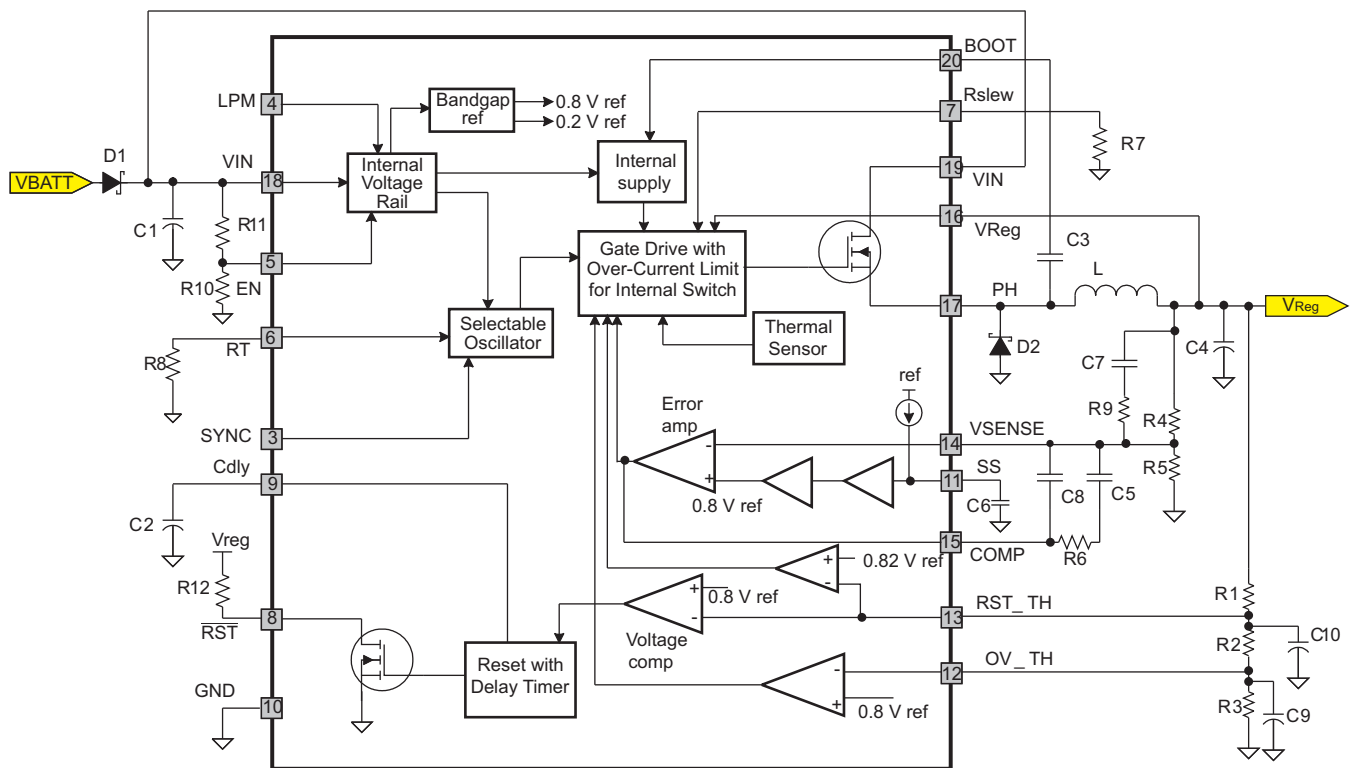 BOOT
20
LPM
4
Bandgap
ref
0.8 V ref
0.2 V ref
Rslew
7
R7
D1
VBATT
VIN
18
Internal
Voltage
Rail
Internal
supply
19
VIN
16
VReg
C1
R11
C3
5
R10
EN
Gate Drive with
Over-Current Limit
for Internal Switch
L
17
PH
VReg
6
RT
Selectable
Oscillator
Thermal
Sensor
D2
C4
R8
C7
ref
R9
R4
Error
amp
SYNC
3
-
+
14
VSENSE
Cdly
9
0.8 V ref
11
SS
R5
C6
C8
C5
C2
Vreg
15
COMP
R6
R12
+
-
0.82 V ref
+
-
0.8 V ref
R1
RST
8
Voltage
comp
13
RST_TH
R2
C10
Reset with
Delay Timer
-
+
12
OV_TH
GND
10
0.8 V ref
R3
C9